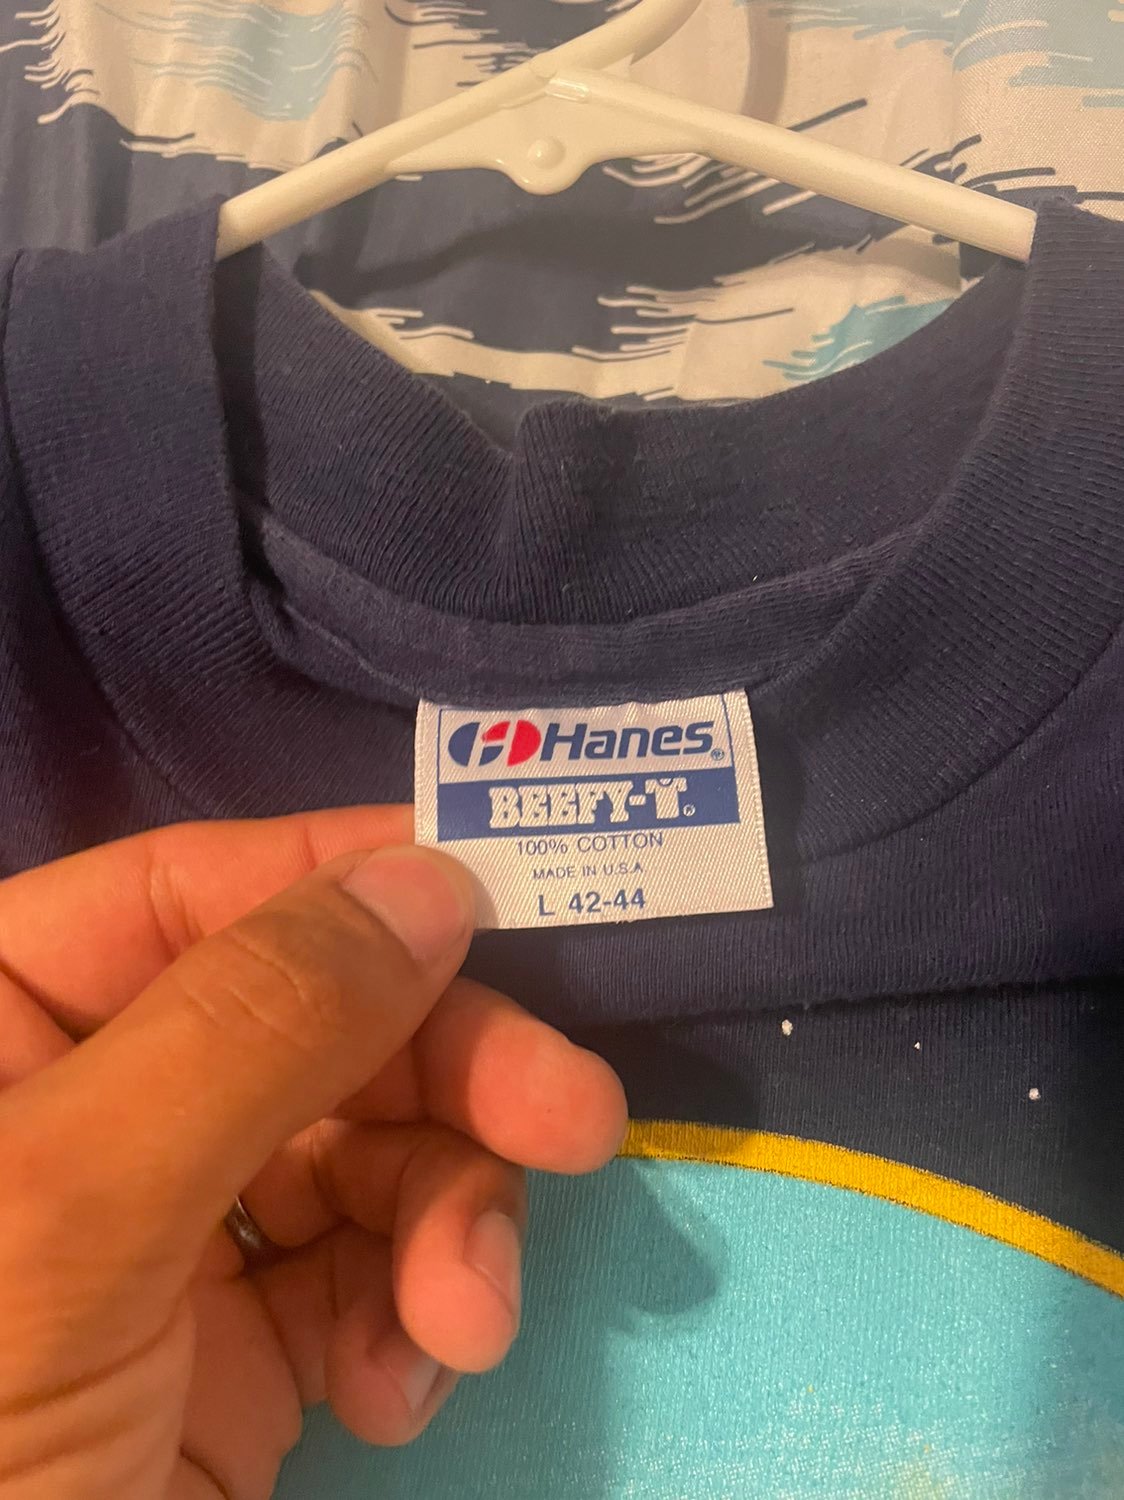 Hanes®
BEEFY-T®
100% COTTON
MADE IN U.S.A
L 42-44